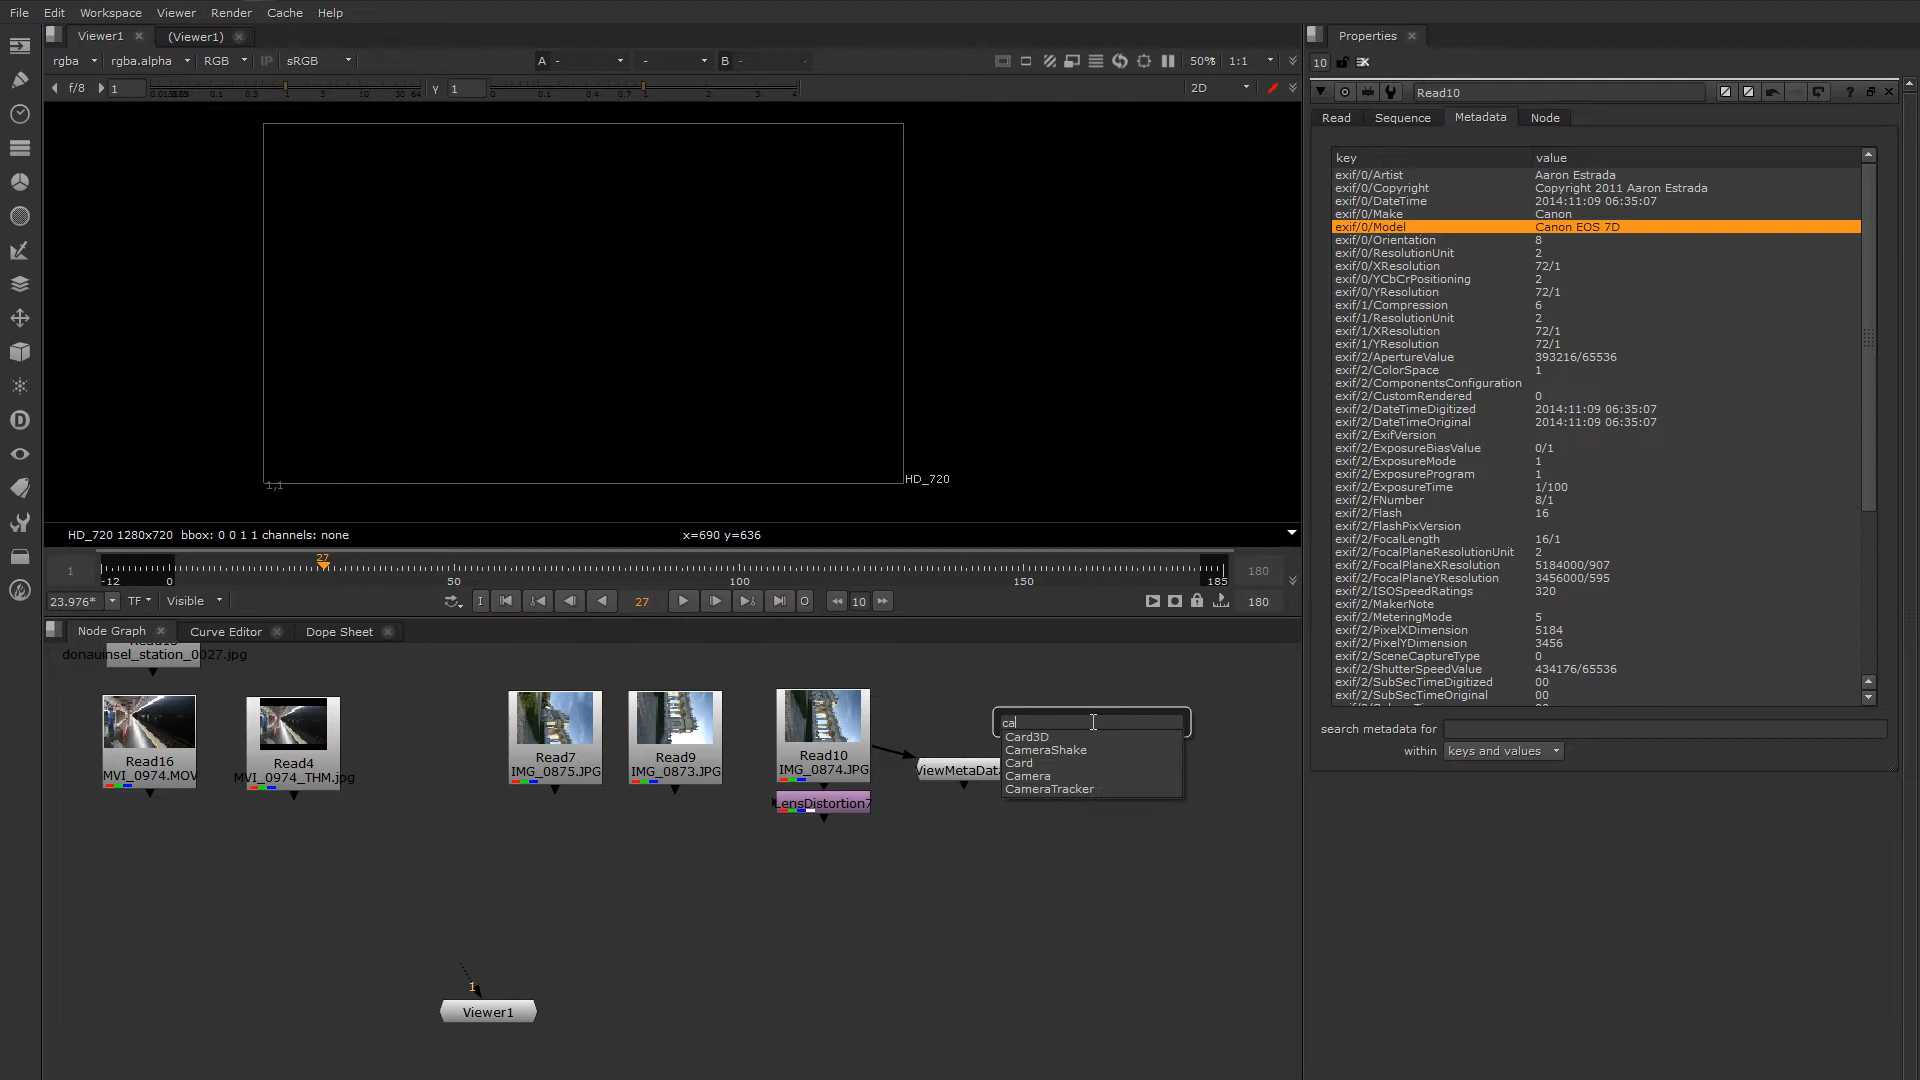 File Edit Workspace Viewer Render Cache Help
Viewer1 (Viewer1)
rgba rgba.alpha RGB IP sRGB A - - B - 50% 1:1
f/8 1 Y 1 2D
HD_720
1,1
HD_720 1280x720 bbox: 0 0 1 1 channels: none x=690 y=636
27
1 -12 0 50 100 150 185 180
23.976* TF Visible I 27 O 10 180
Node Graph Curve Editor Dope Sheet
donauinsel_station_0027.jpg
Read16
MVI_0974.MOV
Read4
MVI_0974_THM.jpg
Read7
IMG_0875.JPG
Read9
IMG_0873.JPG
Read10
IMG_0874.JPG
LensDistortion7
ViewMetaData
ca
Card3D
CameraShake
Card
Camera
CameraTracker
1
Viewer1
Properties
10
Read10
Read Sequence Metadata Node
key value
exif/0/Artist Aaron Estrada
exif/0/Copyright Copyright 2011 Aaron Estrada
exif/0/DateTime 2014:11:09 06:35:07
exif/0/Make Canon
exif/0/Model Canon EOS 7D
exif/0/Orientation 8
exif/0/ResolutionUnit 2
exif/0/XResolution 72/1
exif/0/YCbCrPositioning 2
exif/0/YResolution 72/1
exif/1/Compression 6
exif/1/ResolutionUnit 2
exif/1/XResolution 72/1
exif/1/YResolution 72/1
exif/2/ApertureValue 393216/65536
exif/2/ColorSpace 1
exif/2/ComponentsConfiguration
exif/2/CustomRendered 0
exif/2/DateTimeDigitized 2014:11:09 06:35:07
exif/2/DateTimeOriginal 2014:11:09 06:35:07
exif/2/ExifVersion
exif/2/ExposureBiasValue 0/1
exif/2/ExposureMode 1
exif/2/ExposureProgram 1
exif/2/ExposureTime 1/100
exif/2/FNumber 8/1
exif/2/Flash 16
exif/2/FlashPixVersion
exif/2/FocalLength 16/1
exif/2/FocalPlaneResolutionUnit 2
exif/2/FocalPlaneXResolution 5184000/907
exif/2/FocalPlaneYResolution 3456000/595
exif/2/ISOSpeedRatings 320
exif/2/MakerNote
exif/2/MeteringMode 5
exif/2/PixelXDimension 5184
exif/2/PixelYDimension 3456
exif/2/SceneCaptureType 0
exif/2/ShutterSpeedValue 434176/65536
exif/2/SubSecTimeDigitized 00
exif/2/SubSecTimeOriginal 00
search metadata for
within keys and values